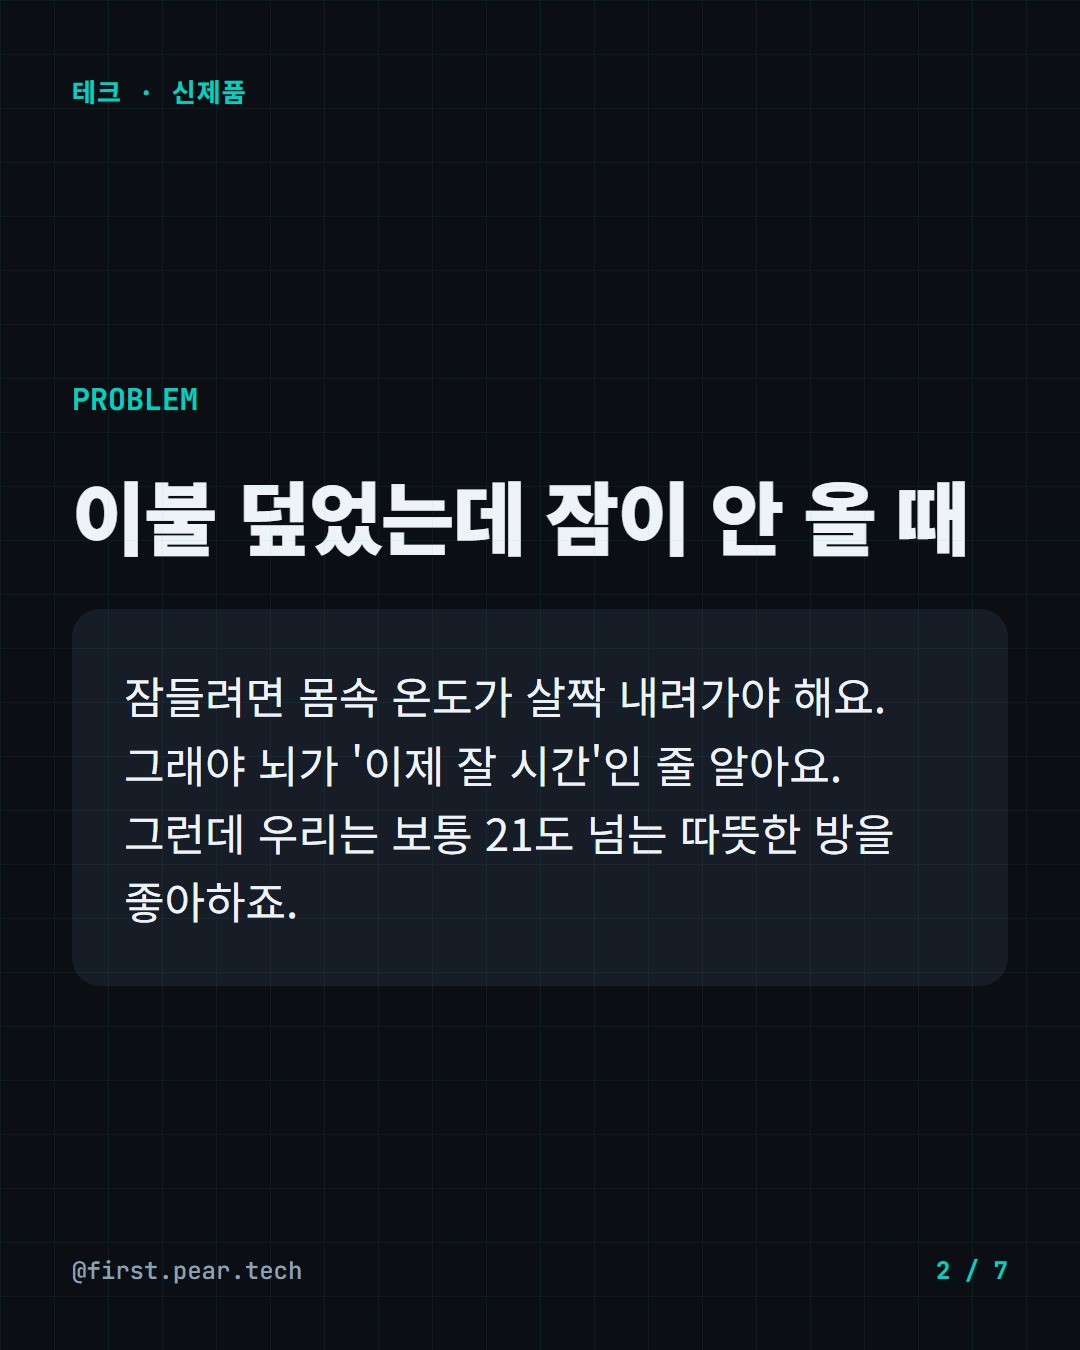 테크 · 신제품
PROBLEM
이불 덮었는데 잠이 안 올 때
잠들려면 몸속 온도가 살짝 내려가야 해요.
그래야 뇌가 '이제 잘 시간'인 줄 알아요.
그런데 우리는 보통 21도 넘는 따뜻한 방을
좋아하죠.
@first.pear.tech
2 / 7